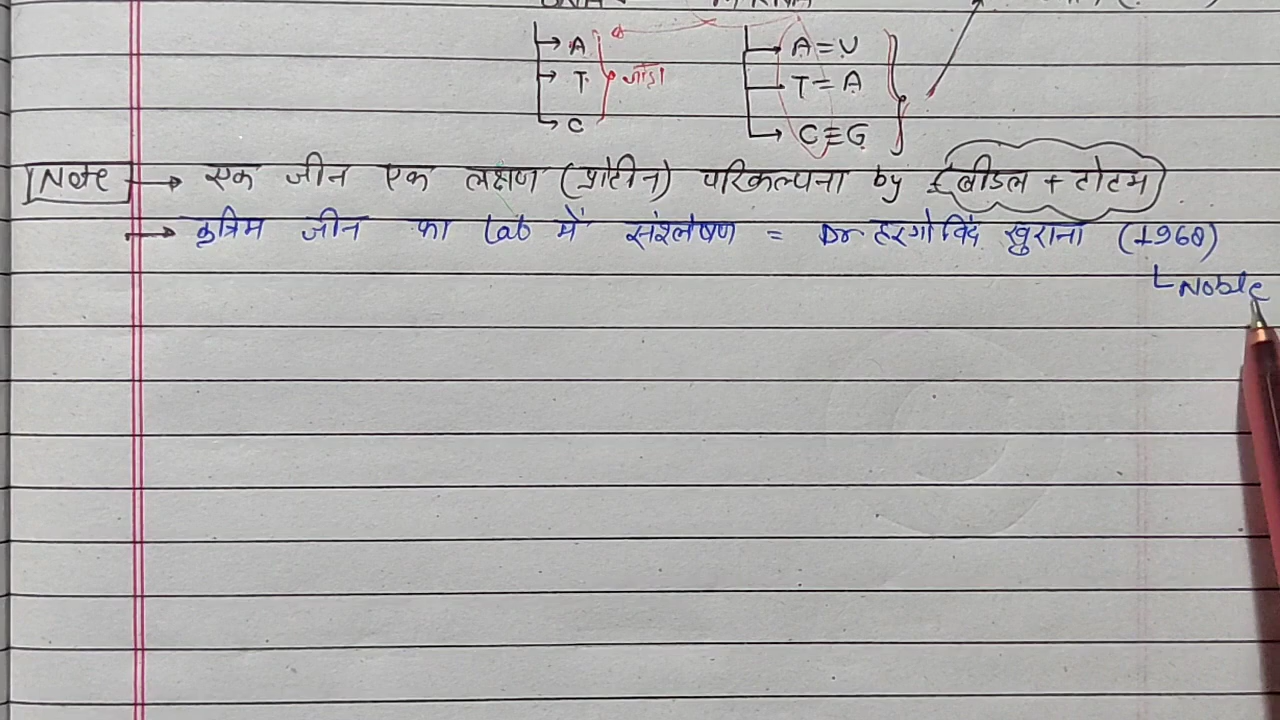 → A → A=U
→ T जोड़ा → T=A
→ C → C≡G
Note → एक जीन एक लक्षण (प्रोटीन) परिकल्पना by {बीडल + टोटम}
→ कृत्रिम जीन का lab में संश्लेषण = Dr हरगोविंद खुराना (1968)
Noble